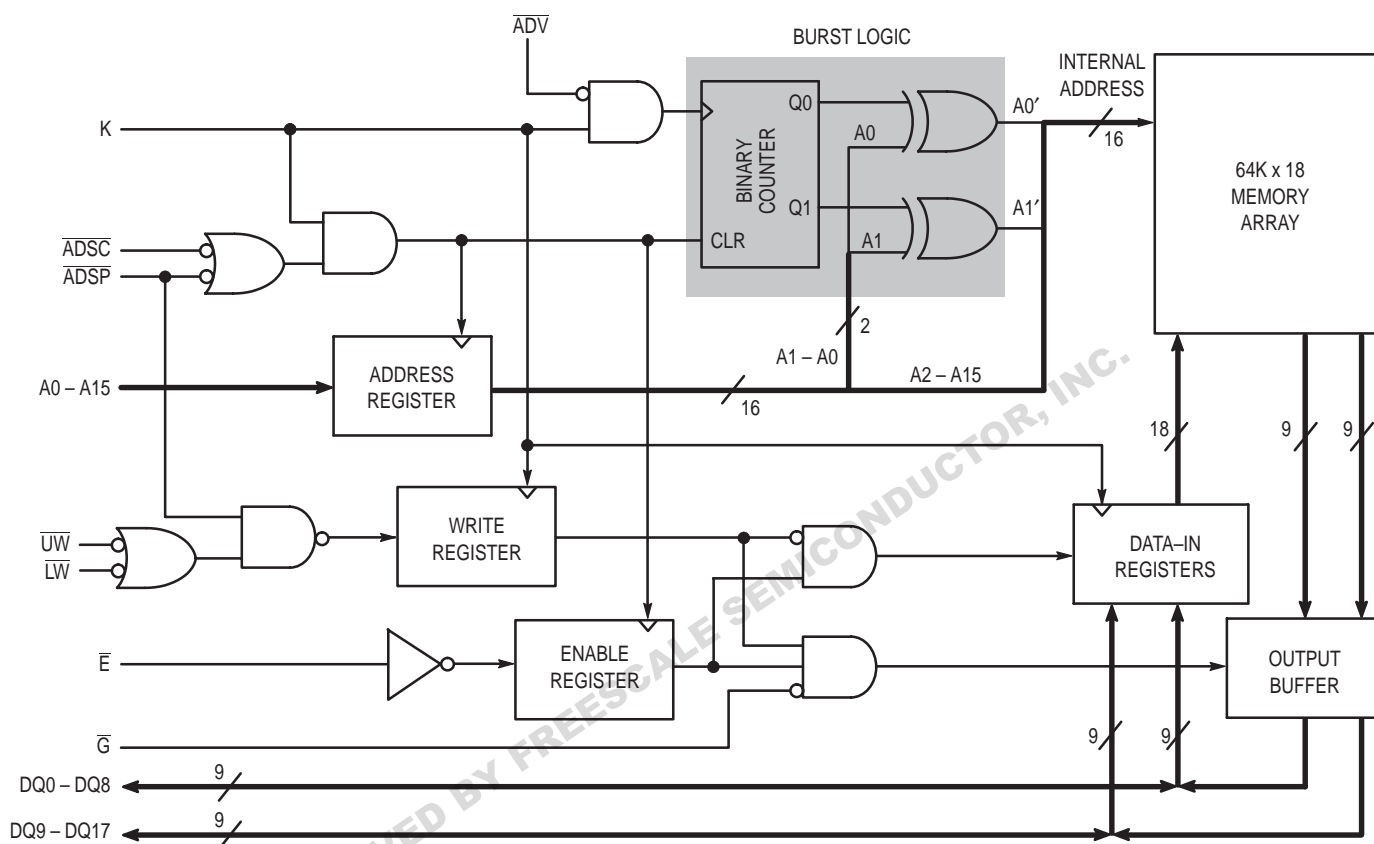 ADV
BURST LOGIC
INTERNAL
ADDRESS
K
BINARY
COUNTER
Q0
A0
A0′
16
64K x 18
MEMORY
ARRAY
Q1
A1′
ADSC
CLR
A1
ADSP
2
A1 – A0
A2 – A15
A0 – A15
ADDRESS
REGISTER
16
18
9
9
UW
LW
WRITE
REGISTER
DATA–IN
REGISTERS
E
ENABLE
REGISTER
OUTPUT
BUFFER
G
9
9
DQ0 – DQ8
9
DQ9 – DQ17
9
VED BY FREESCALE SEMICONDUCTOR, INC.